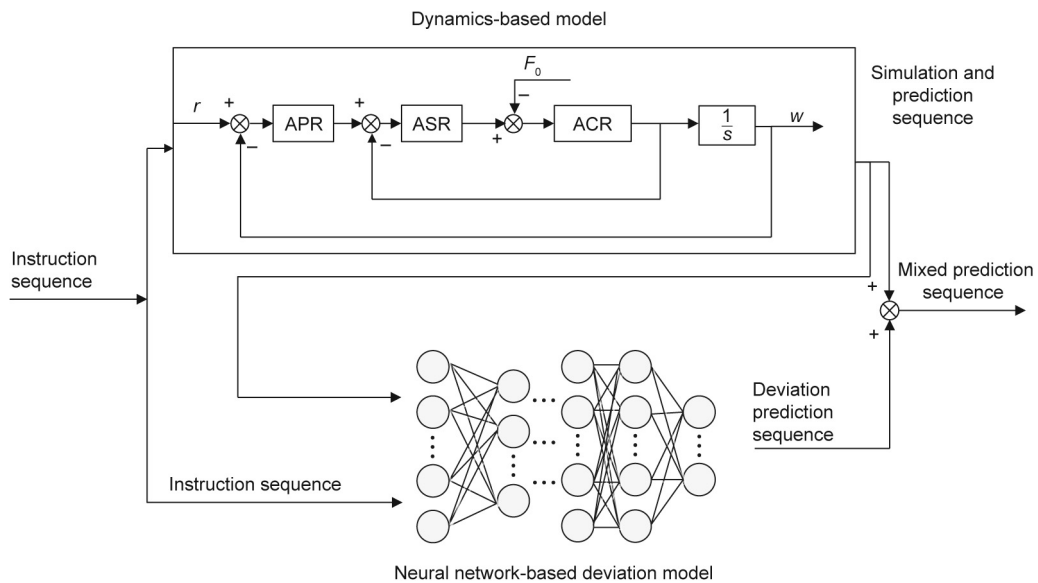 Dynamics-based model
F0
Simulation and
prediction
sequence
r
+
−
APR
+
−
ASR
+
−
ACR
1
s
w
Instruction
sequence
Mixed prediction
sequence
+
+
Deviation
prediction
sequence
Instruction sequence
Neural network-based deviation model